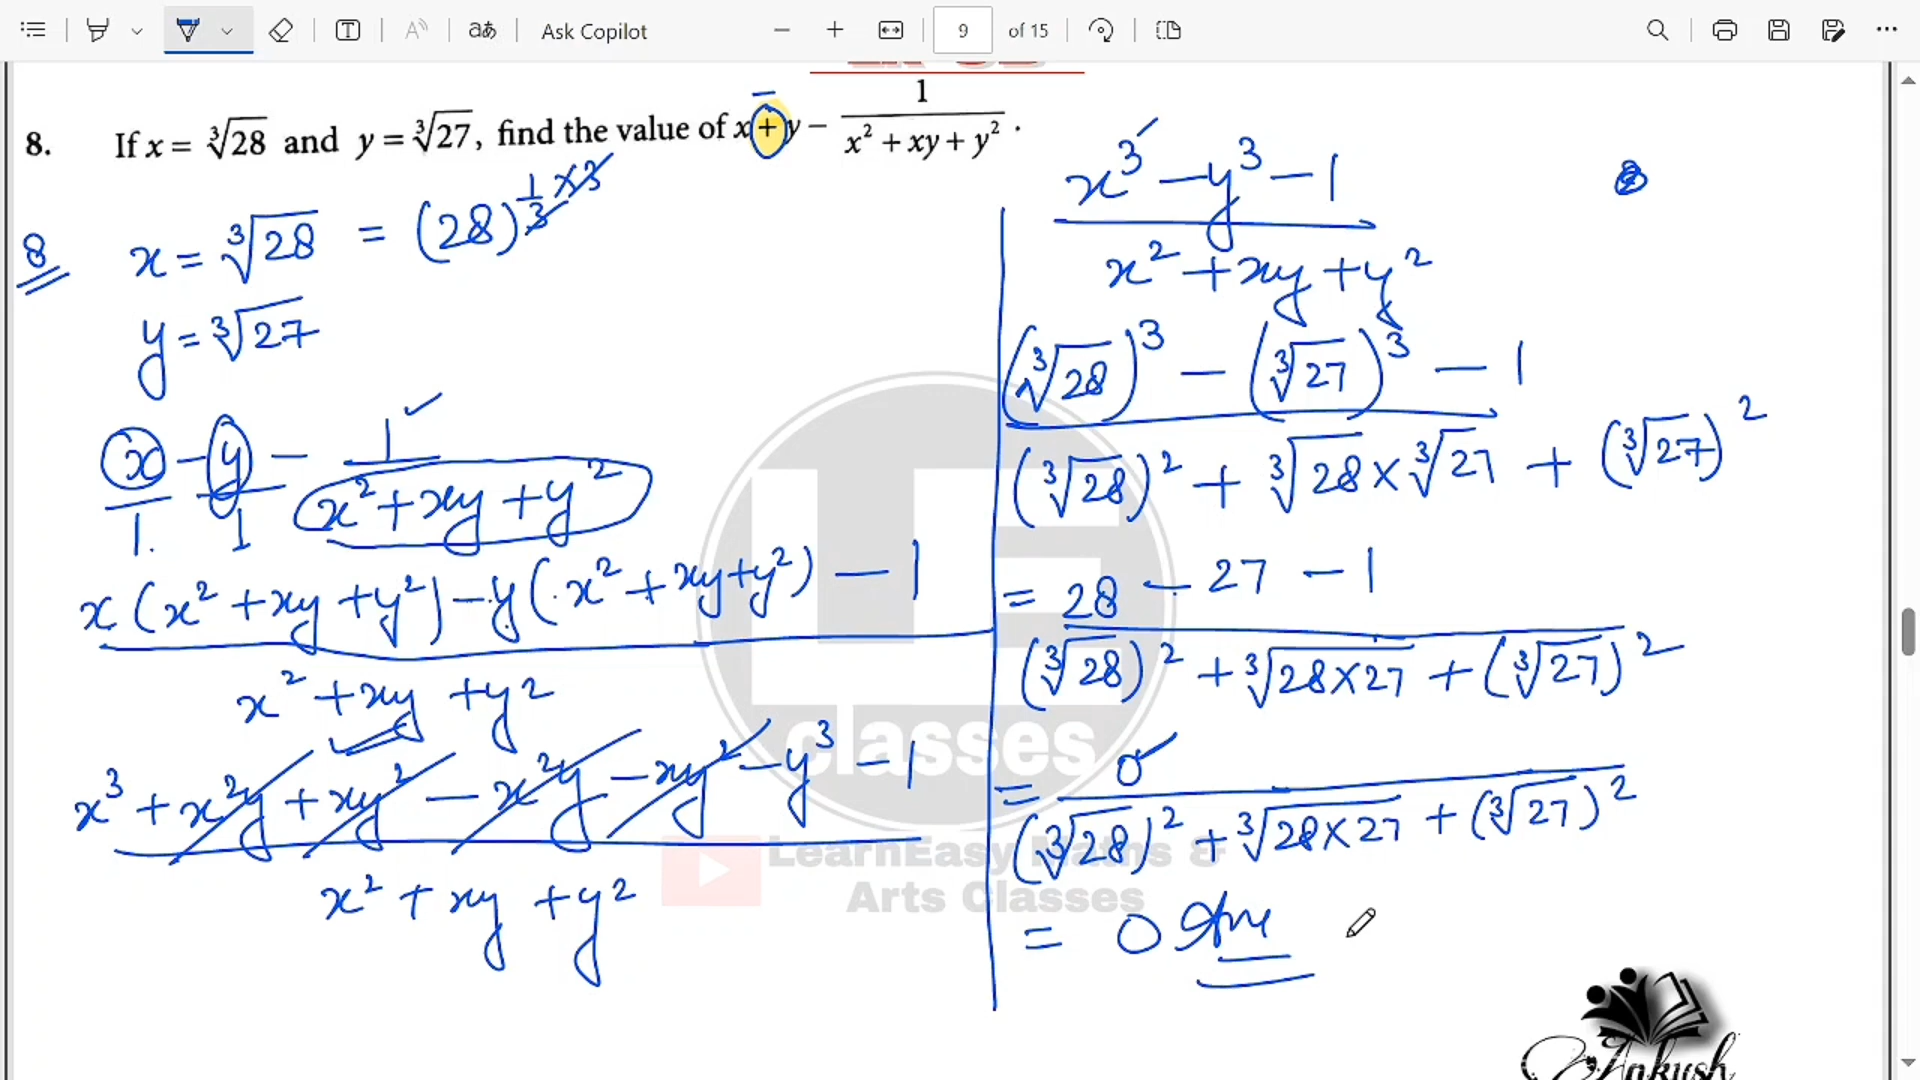 Ask Copilot 9 of 15
8. If x = ∛28 and y = ∛27, find the value of x + y − 1/(x² + xy + y²) .
−
8
x = ∛28 = (28)^(1/3 ×3)
y = ∛27
x/1 − y/1 − 1/(x² + xy + y²)
x(x² + xy + y²) − y(x² + xy + y²) − 1
x² + xy + y²
x³ + x²y + xy² − x²y − xy² − y³ − 1
x² + xy + y²
x³ − y³ − 1
x² + xy + y²
(∛28)³ − (∛27)³ − 1
(∛28)² + ∛28 × ∛27 + (∛27)²
= 28 − 27 − 1
(∛28)² + ∛28×27 + (∛27)²
= 0
(∛28)² + ∛28×27 + (∛27)²
= 0 Ans
LE
classes
LearnEasy Maths &
Arts Classes
Ankush